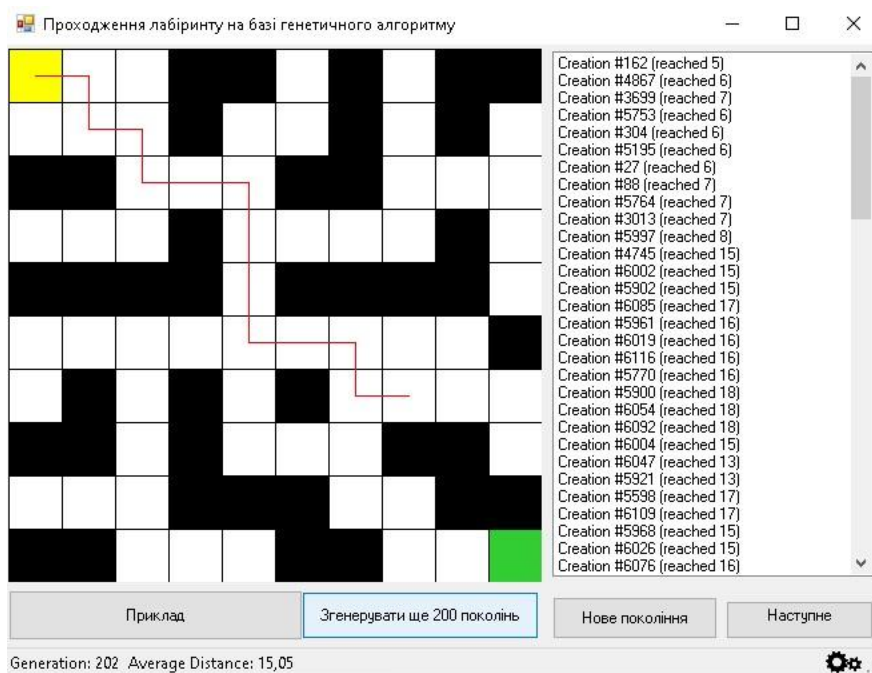 Проходження лабіринту на базі генетичного алгоритму
Creation #162 (reached 5)
Creation #4867 (reached 6)
Creation #3699 (reached 7)
Creation #5753 (reached 6)
Creation #304 (reached 6)
Creation #5195 (reached 6)
Creation #27 (reached 6)
Creation #88 (reached 7)
Creation #5764 (reached 7)
Creation #3013 (reached 7)
Creation #5997 (reached 8)
Creation #4745 (reached 15)
Creation #6002 (reached 15)
Creation #5902 (reached 15)
Creation #6085 (reached 17)
Creation #5961 (reached 16)
Creation #6019 (reached 16)
Creation #6116 (reached 16)
Creation #5770 (reached 16)
Creation #5900 (reached 18)
Creation #6054 (reached 18)
Creation #6092 (reached 18)
Creation #6004 (reached 15)
Creation #6047 (reached 13)
Creation #5921 (reached 13)
Creation #5598 (reached 17)
Creation #6109 (reached 17)
Creation #5968 (reached 15)
Creation #6026 (reached 15)
Creation #6076 (reached 16)
Приклад
Згенерувати ще 200 поколінь
Нове покоління
Наступне
Generation: 202 Average Distance: 15,05